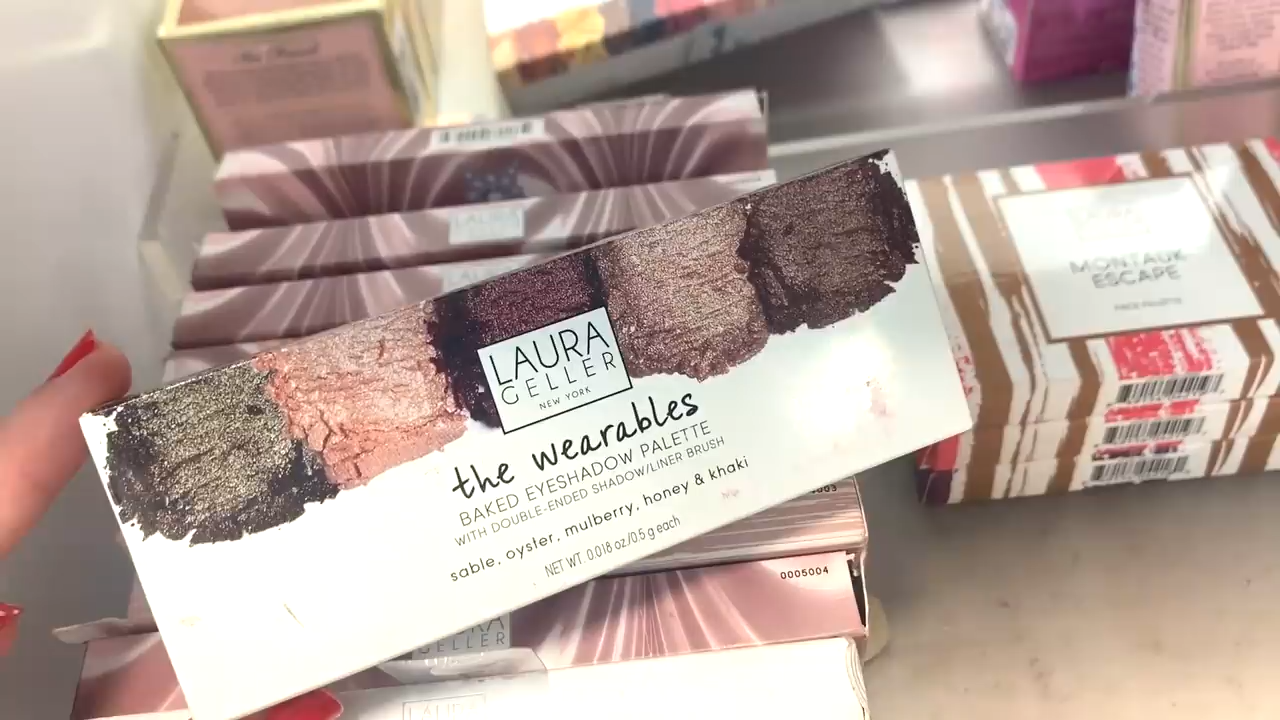 LAURA
GELLER
NEW YORK
the wearables
BAKED EYESHADOW PALETTE
WITH DOUBLE-ENDED SHADOW/LINER BRUSH
sable, oyster, mulberry, honey & khaki
NET WT. 0.018 oz/0.5 g each
LAURA
MONTAUK
ESCAPE
FACE PALETTE
0005004
GELLER